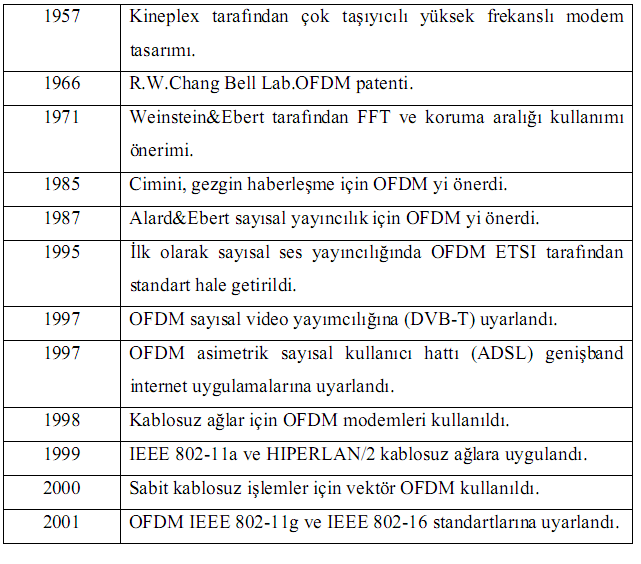 1957 Kineplex tarafından çok taşıyıcılı yüksek frekanslı modem
tasarımı.
1966 R.W.Chang Bell Lab.OFDM patenti.
1971 Weinstein&Ebert tarafından FFT ve koruma aralığı kullanımı
önerimi.
1985 Cimini, gezgin haberleşme için OFDM yi önerdi.
1987 Alard&Ebert sayısal yayıncılık için OFDM yi önerdi.
1995 İlk olarak sayısal ses yayıncılığında OFDM ETSI tarafından
standart hale getirildi.
1997 OFDM sayısal video yayımcılığına (DVB-T) uyarlandı.
1997 OFDM asimetrik sayısal kullanıcı hattı (ADSL) genişband
internet uygulamalarına uyarlandı.
1998 Kablosuz ağlar için OFDM modemleri kullanıldı.
1999 IEEE 802-11a ve HIPERLAN/2 kablosuz ağlara uygulandı.
2000 Sabit kablosuz işlemler için vektör OFDM kullanıldı.
2001 OFDM IEEE 802-11g ve IEEE 802-16 standartlarına uyarlandı.